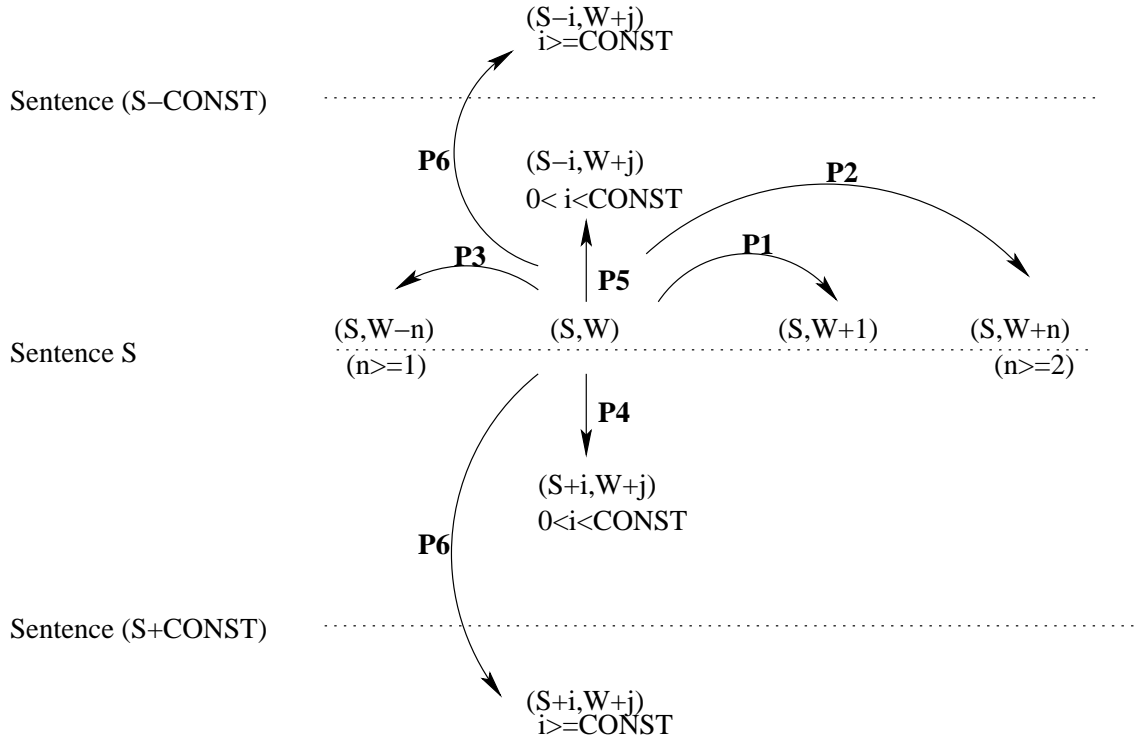 (S−i,W+j)
i>=CONST
Sentence (S−CONST)
P6
(S−i,W+j)
0< i<CONST
P2
P3
P5
P1
(S,W−n)
(S,W)
(S,W+1)
(S,W+n)
Sentence S
(n>=1)
(n>=2)
P4
(S+i,W+j)
0<i<CONST
P6
Sentence (S+CONST)
(S+i,W+j)
i>=CONST